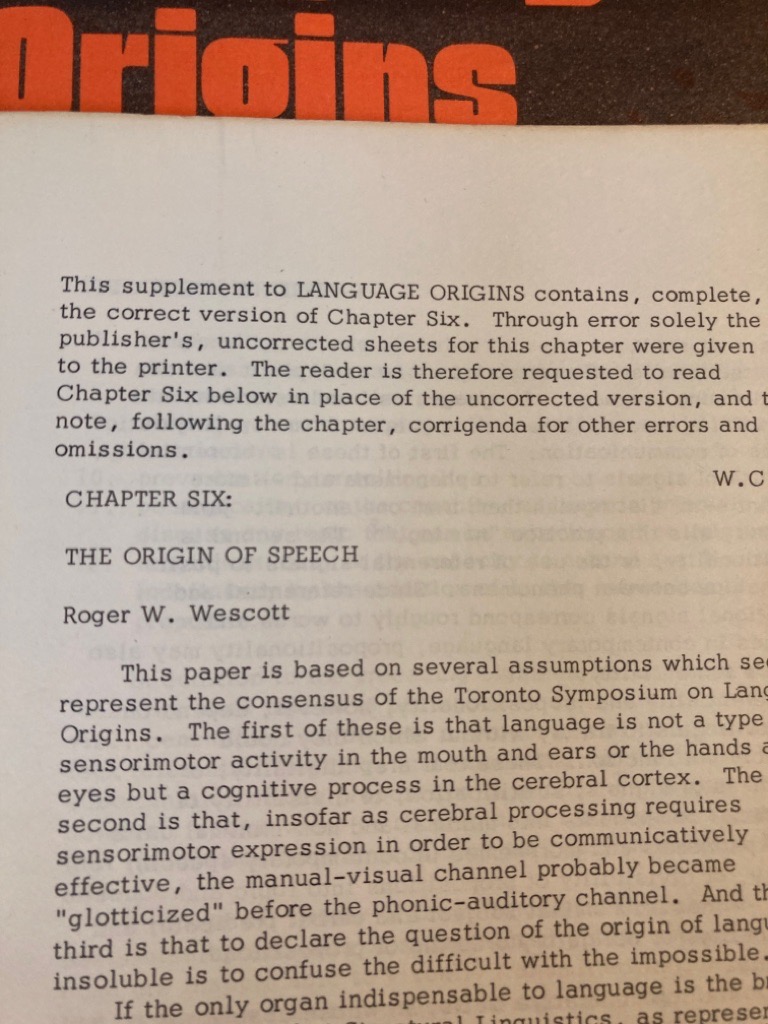 Origins
This supplement to LANGUAGE ORIGINS contains, complete,
the correct version of Chapter Six. Through error solely the
publisher's, uncorrected sheets for this chapter were given
to the printer. The reader is therefore requested to read
Chapter Six below in place of the uncorrected version, and
note, following the chapter, corrigenda for other errors and
omissions.
W.C
CHAPTER SIX:
THE ORIGIN OF SPEECH
Roger W. Wescott
This paper is based on several assumptions which
represent the consensus of the Toronto Symposium on
Origins. The first of these is that language is not a type
sensorimotor activity in the mouth and ears or the hands
eyes but a cognitive process in the cerebral cortex. The
second is that, insofar as cerebral processing requires
sensorimotor expression in order to be communicatively
effective, the manual-visual channel probably became
"glotticized" before the phonic-auditory channel. And
third is that to declare the question of the origin of
insoluble is to confuse the difficult with the impossible.
If the only organ indispensable to language is the
Linguistics, as